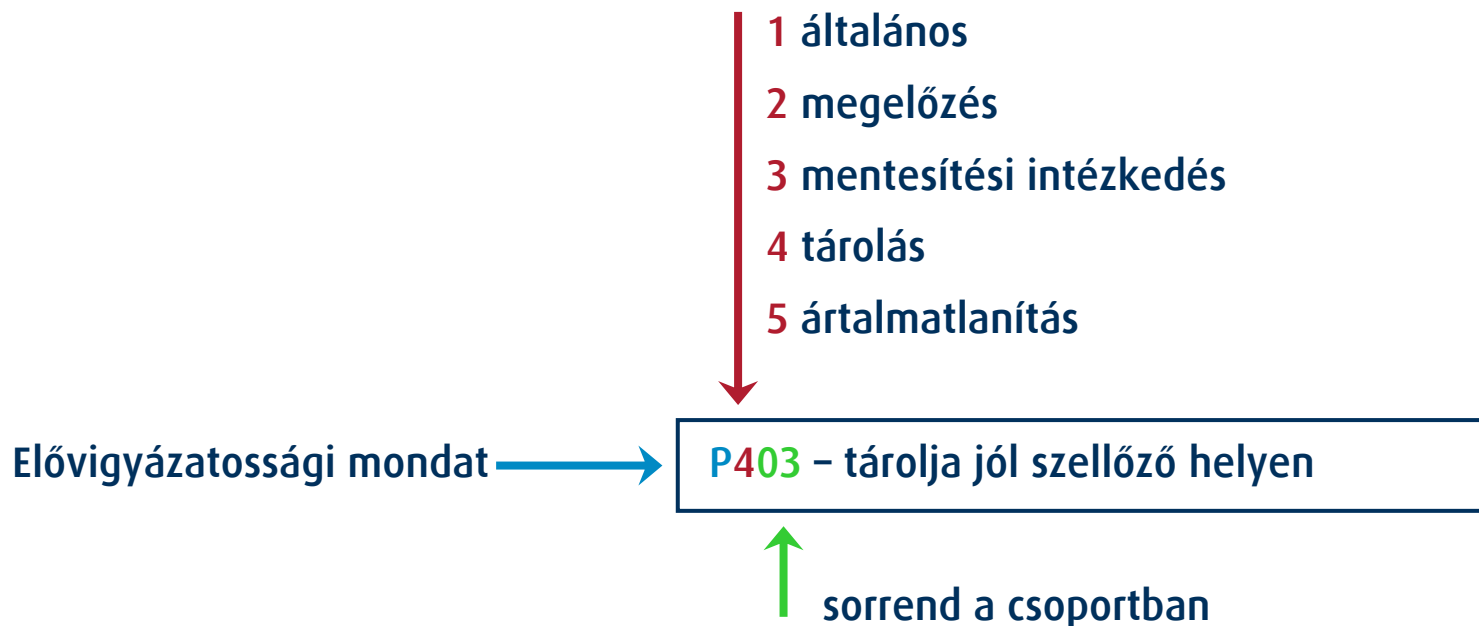 1 általános
2 megelőzés
3 mentesítési intézkedés
4 tárolás
5 ártalmatlanítás
Elővigyázatossági mondat
P403 – tárolja jól szellőző helyen
sorrend a csoportban